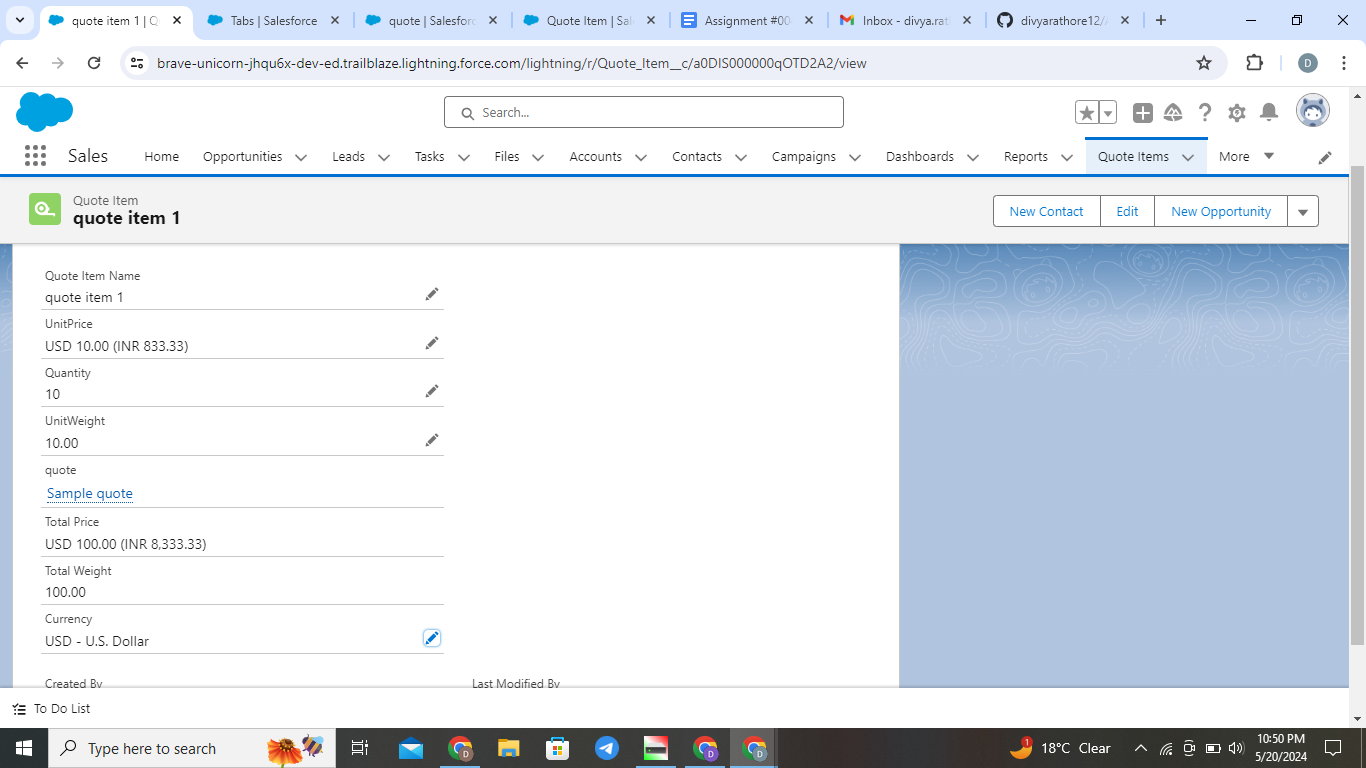 quote item 1 | Q
Tabs | Salesforce
quote | Salesforc
Quote Item | Sal
Assignment #00
Inbox - divya.rat
divyarathore12/
brave-unicorn-jhqu6x-dev-ed.trailblaze.lightning.force.com/lightning/r/Quote_Item__c/a0DIS000000qOTD2A2/view
D
Search...
Sales
Home
Opportunities
Leads
Tasks
Files
Accounts
Contacts
Campaigns
Dashboards
Reports
Quote Items
More
Quote Item
quote item 1
New Contact
Edit
New Opportunity
Quote Item Name
quote item 1
UnitPrice
USD 10.00 (INR 833.33)
Quantity
10
UnitWeight
10.00
quote
Sample quote
Total Price
USD 100.00 (INR 8,333.33)
Total Weight
100.00
Currency
USD - U.S. Dollar
Created By
Last Modified By
To Do List
Type here to search
D
D
D
1
18°C Clear
10:50 PM
5/20/2024